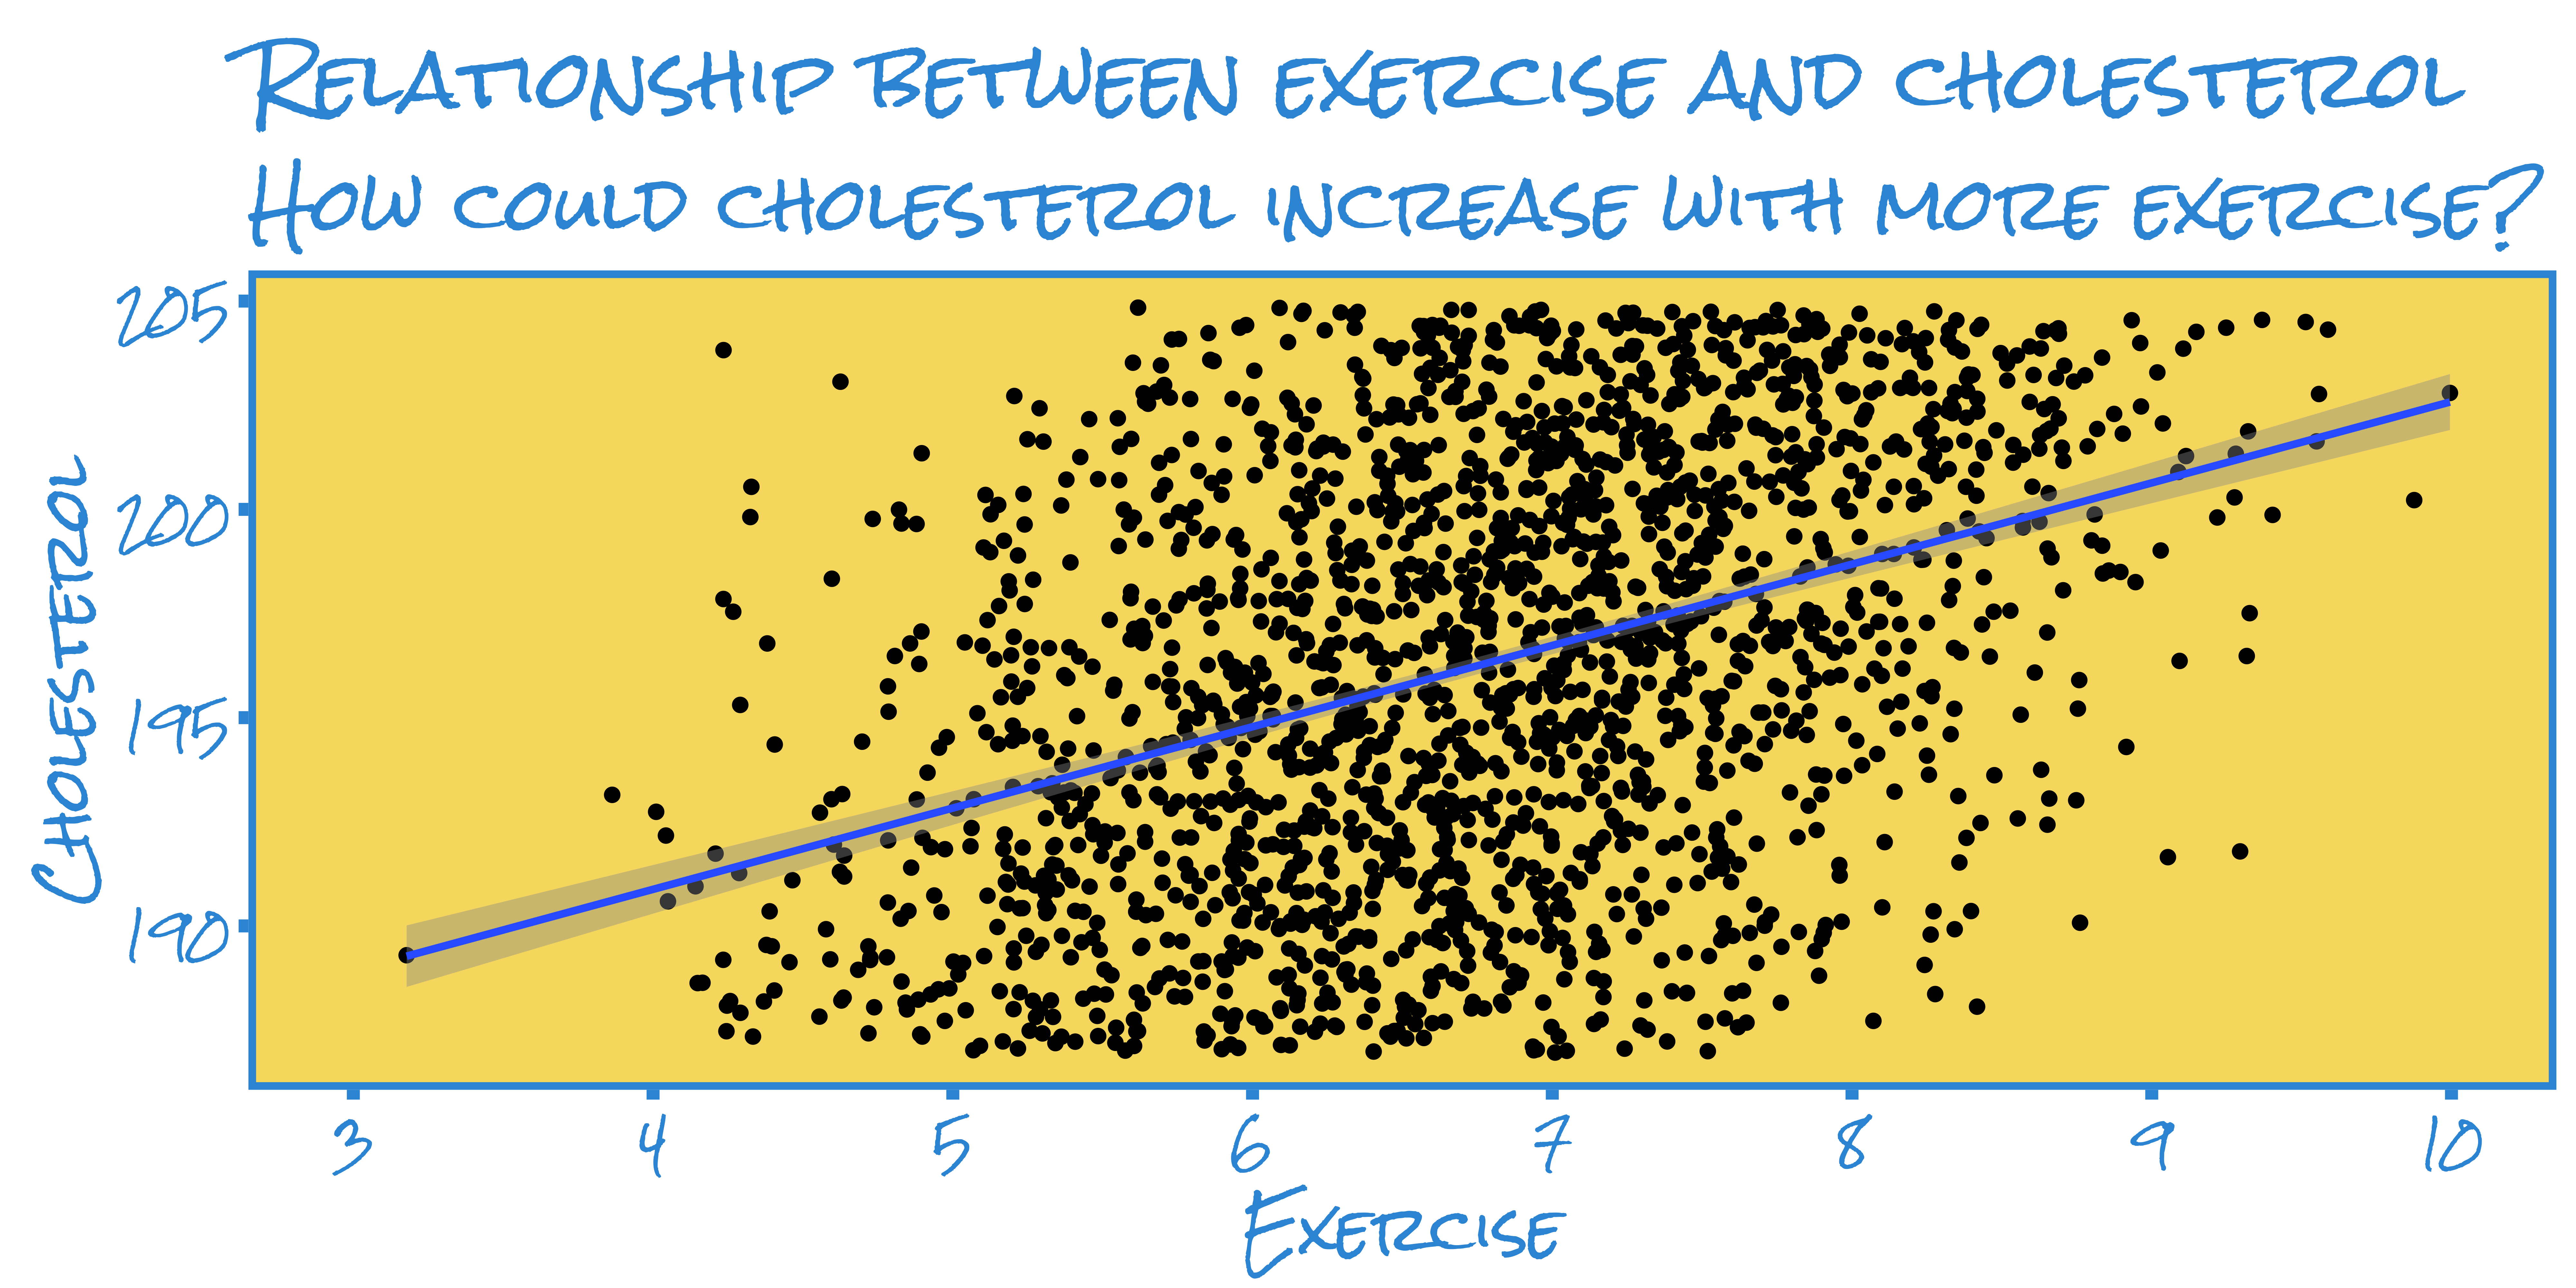 Relationship between exercise and cholesterol
How could cholesterol increase with more exercise?
205
200
195
190
Cholesterol
3 4 5 6 7 8 9 10
Exercise